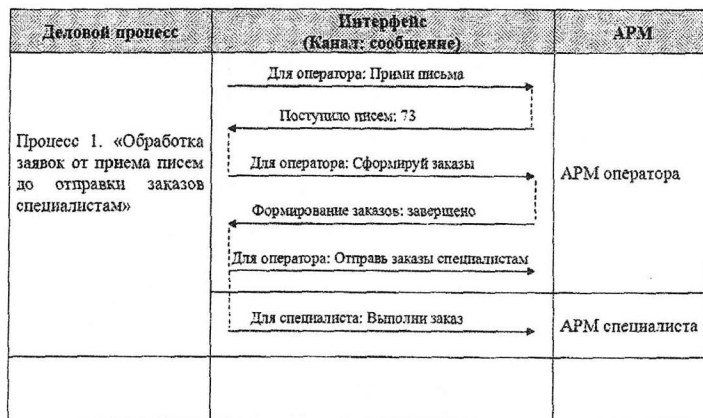 Деловой процесс
Интерфейс
(Канал: сообщение)
АРМ
Для оператора: Прими письма
Поступило писем: 73
Процесс 1. «Обработка
заявок от приема писем
до отправки заказов
специалистам»
Для оператора: Сформируй заказы
АРМ оператора
Формирование заказов: завершено
Для оператора: Отправь заказы специалистам
Для специалиста: Выполни заказ
АРМ специалиста